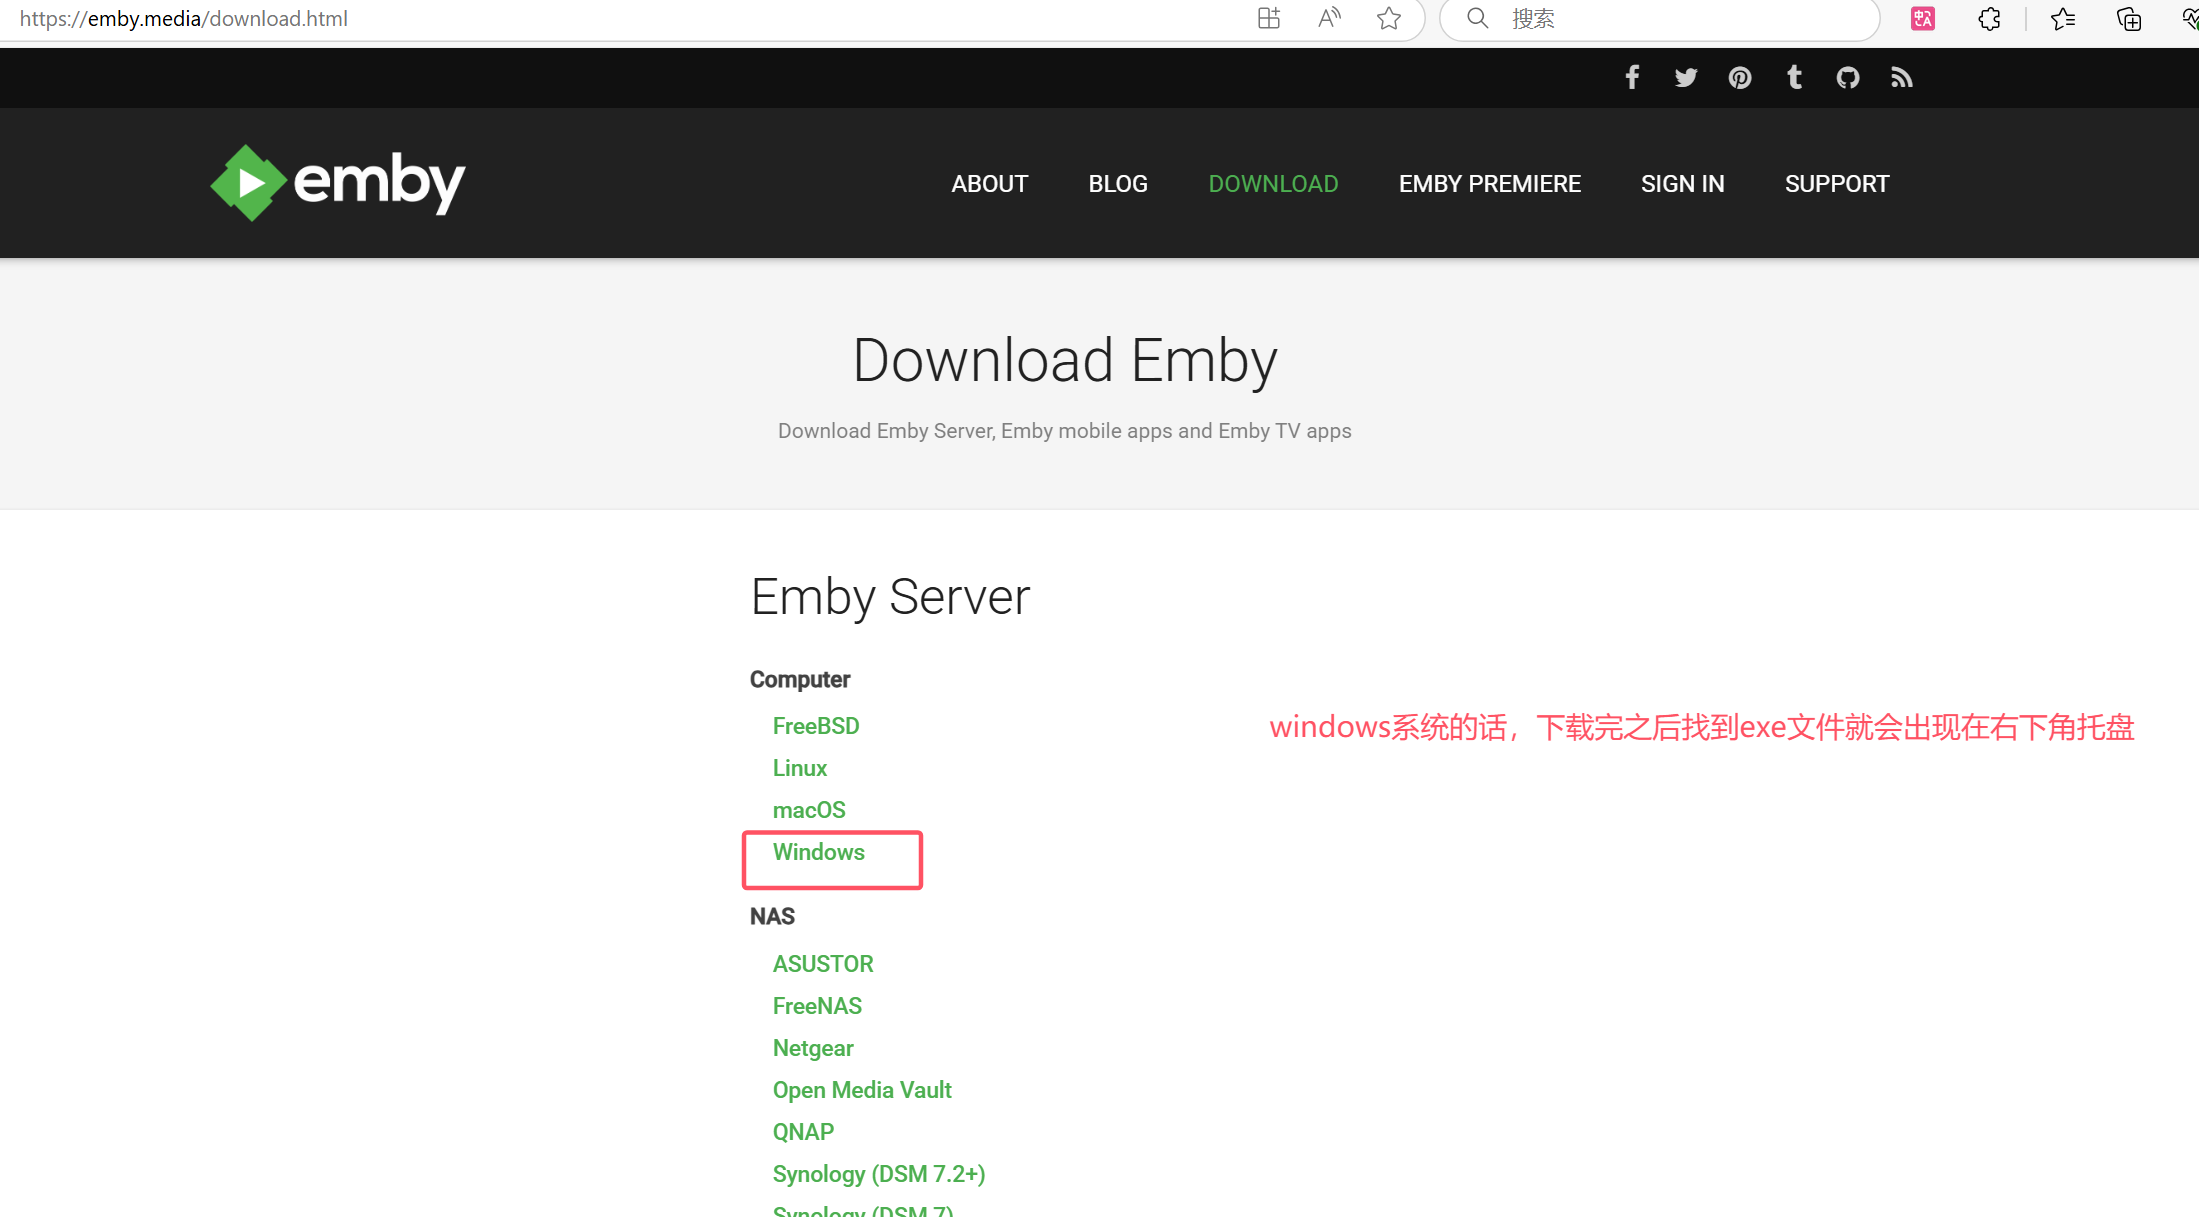 https://emby.media/download.html
搜索
emby
ABOUT BLOG DOWNLOAD EMBY PREMIERE SIGN IN SUPPORT
Download Emby
Download Emby Server, Emby mobile apps and Emby TV apps
Emby Server
Computer
FreeBSD
windows系统的话，下载完之后找到exe文件就会出现在右下角托盘
Linux
macOS
Windows
NAS
ASUSTOR
FreeNAS
Netgear
Open Media Vault
QNAP
Synology (DSM 7.2+)
Synology (DSM 7)